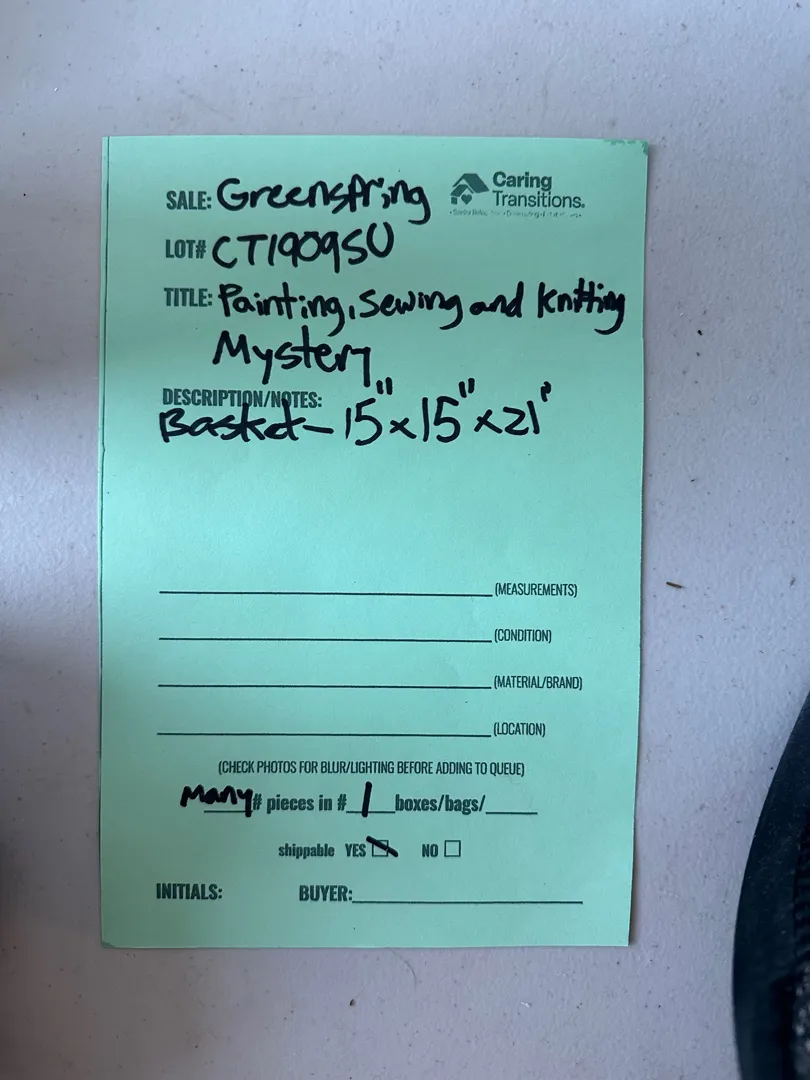 SALE: Greenspring
Caring
Transitions.
LOT# CT1909SU
TITLE: Painting, Sewing and Knitting
Mystery
DESCRIPTION/NOTES:
Basket - 15" x 15" x 21"
(MEASUREMENTS)
(CONDITION)
(MATERIAL/BRAND)
(LOCATION)
(CHECK PHOTOS FOR BLUR/LIGHTING BEFORE ADDING TO QUEUE)
Many # pieces in # 1 boxes/bags/
shippable YES NO
INITIALS: BUYER: